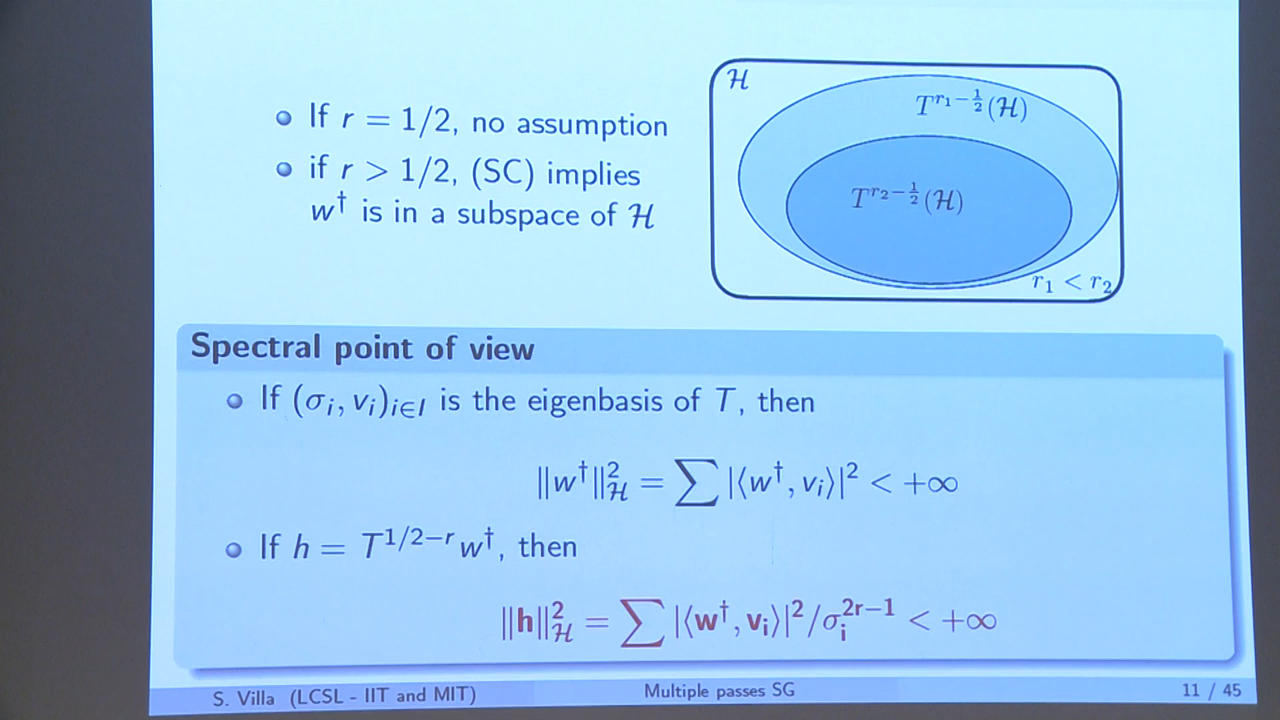 If r = 1/2, no assumption
if r > 1/2, (SC) implies
w† is in a subspace of ℋ
ℋ
T^{r₁−1/2}(ℋ)
T^{r₂−1/2}(ℋ)
r₁ < r₂
Spectral point of view
If (σᵢ, vᵢ)_{i∈I} is the eigenbasis of T, then
‖w†‖²_ℋ = ∑ |⟨w†, vᵢ⟩|² < +∞
If h = T^{1/2−r} w†, then
‖h‖²_ℋ = ∑ |⟨w†, vᵢ⟩|²/σᵢ^{2r−1} < +∞
S. Villa (LCSL - IIT and MIT)
Multiple passes SG
11 / 45